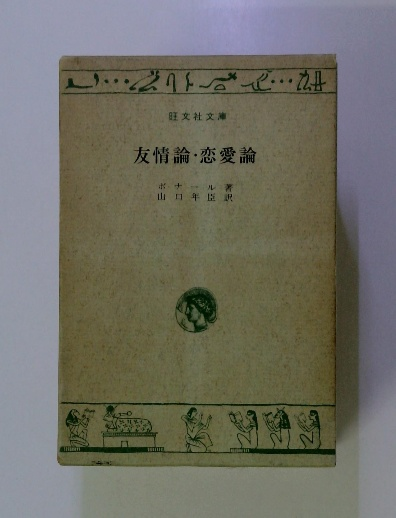 旺文社文庫
友情論・恋愛論
ボナール著
山口年臣訳